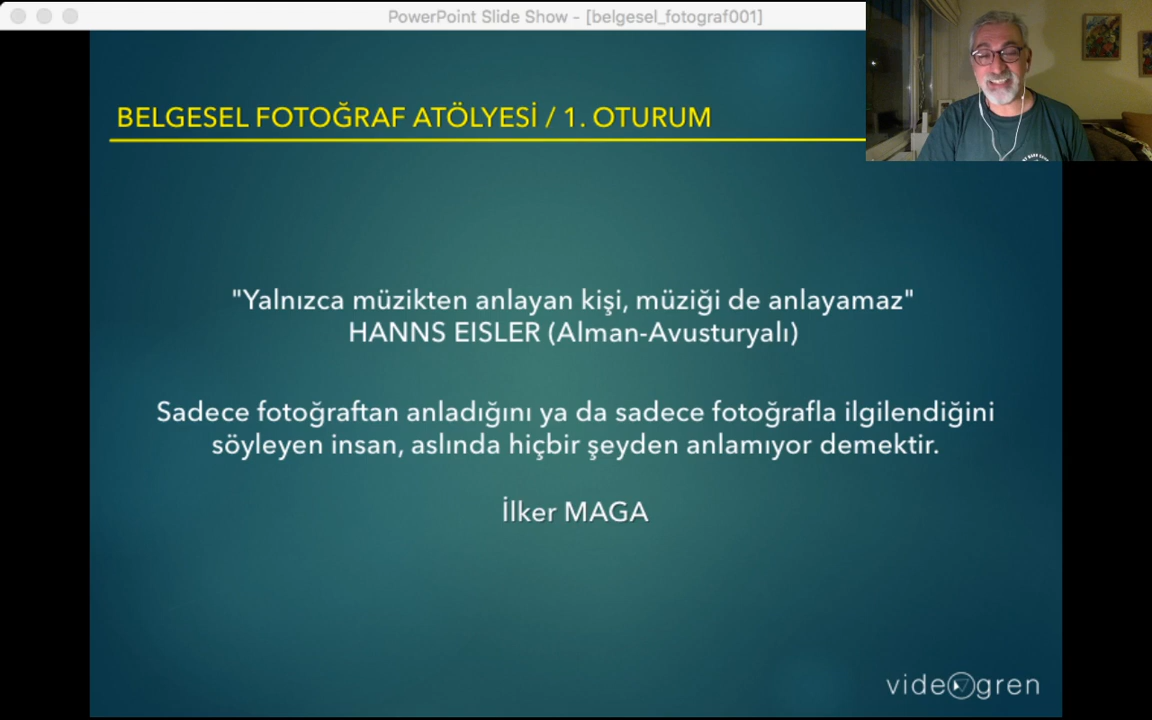 PowerPoint Slide Show - [belgesel_fotograf001]
BELGESEL FOTOĞRAF ATÖLYESİ / 1. OTURUM
"Yalnızca müzikten anlayan kişi, müziği de anlayamaz"
HANNS EISLER (Alman-Avusturyalı)
Sadece fotoğraftan anladığını ya da sadece fotoğrafla ilgilendiğini
söyleyen insan, aslında hiçbir şeyden anlamıyor demektir.
İlker MAGA
videogren